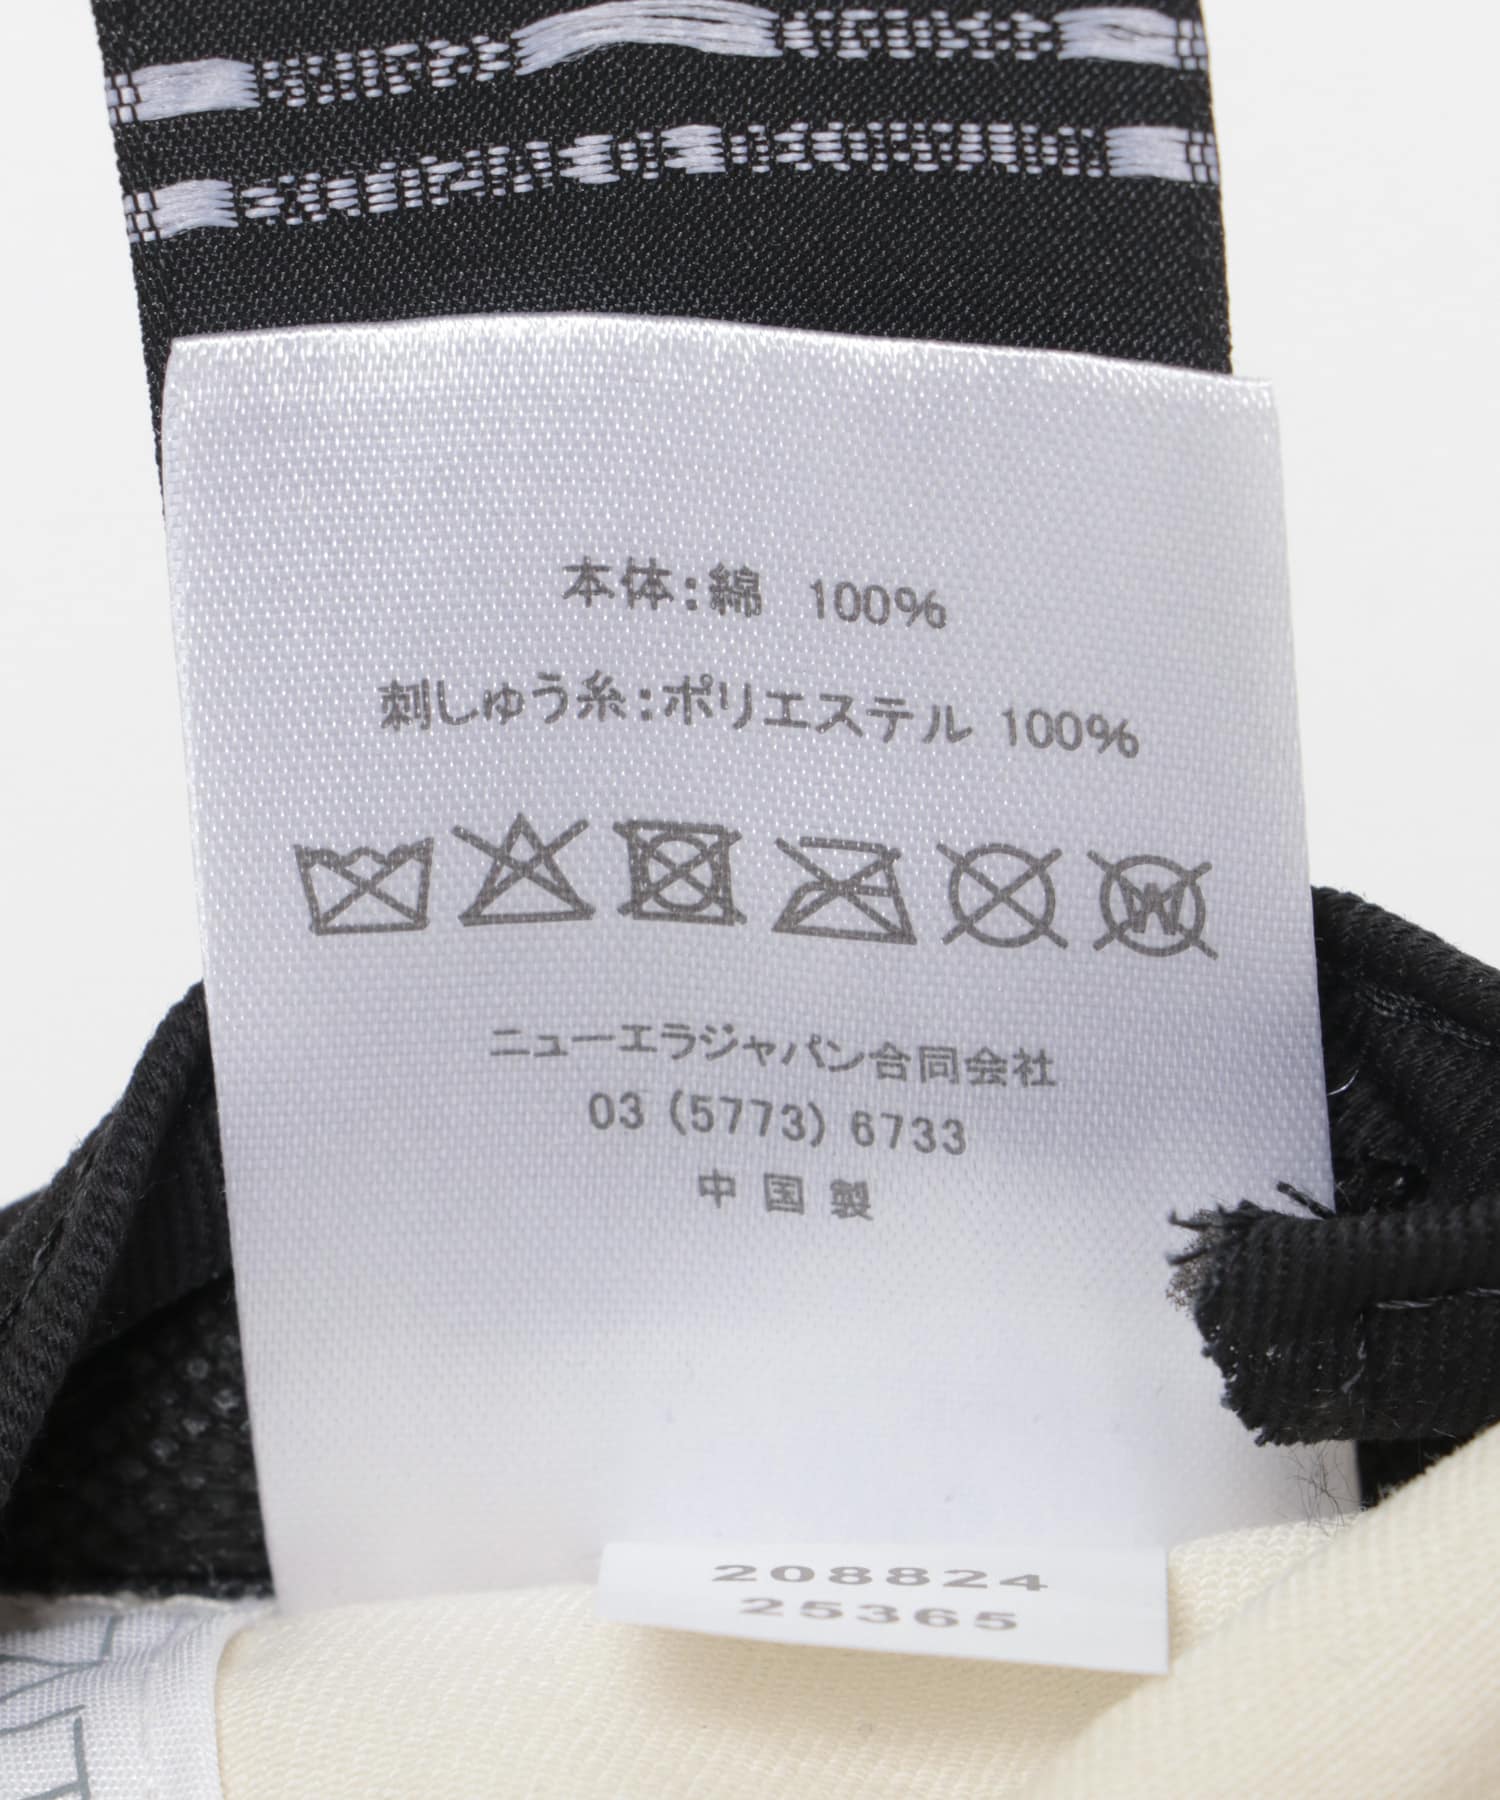 本体:綿 100%
刺しゅう糸:ポリエステル 100%
W
ニューエラジャパン合同会社
03 (5773) 6733
中国製
208824
25365